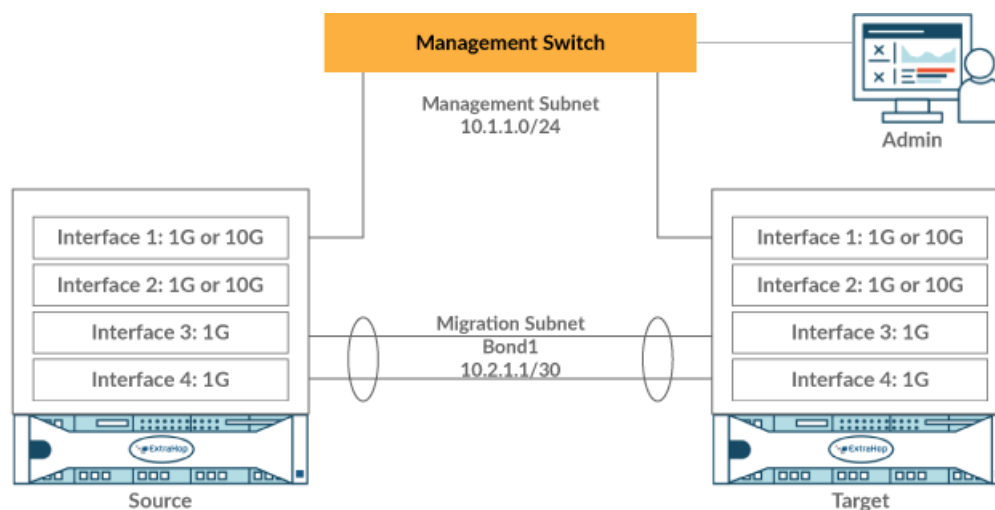 Management Switch
Management Subnet
10.1.1.0/24
Admin
Interface 1: 1G or 10G
Interface 2: 1G or 10G
Interface 3: 1G
Interface 4: 1G
Migration Subnet
Bond1
10.2.1.1/30
Interface 1: 1G or 10G
Interface 2: 1G or 10G
Interface 3: 1G
Interface 4: 1G
ExtraHop
Source
ExtraHop
Target